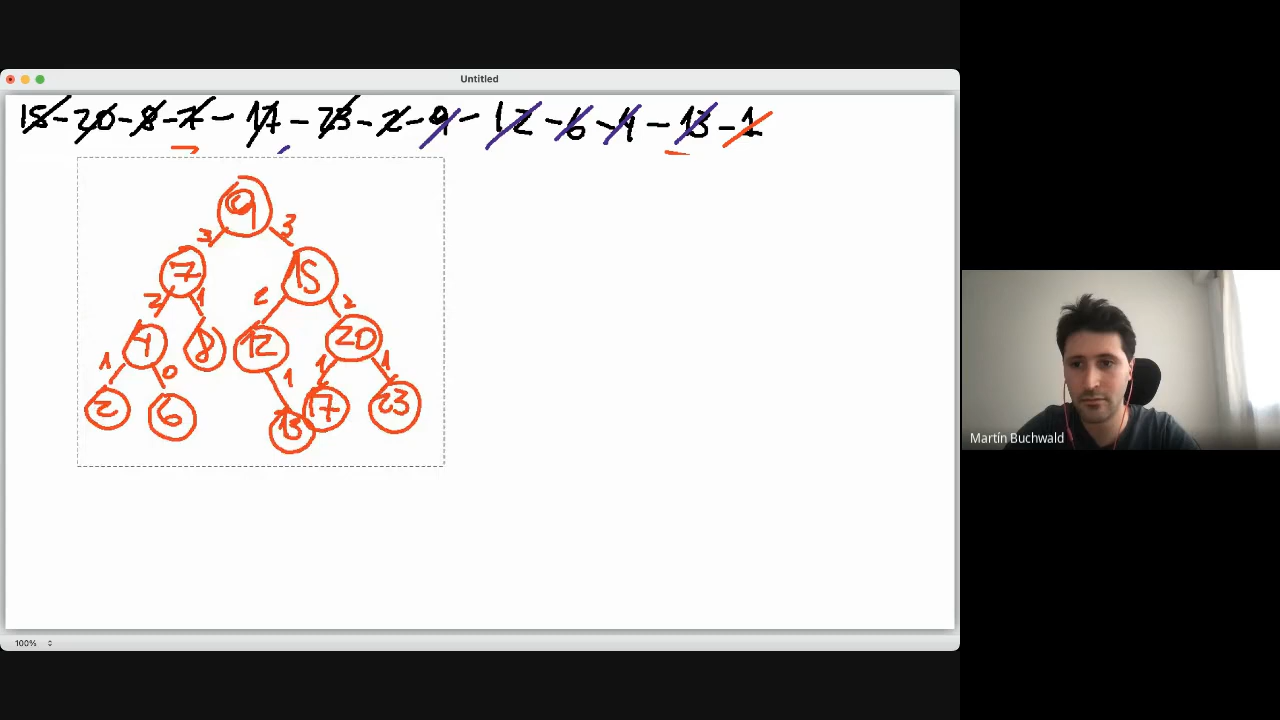 Untitled
15 - 20 - 8 - 7 - 17 - 23 - 2 - 9 - 12 - 6 - 4 - 13 - 1
9
3 3
7 15
2 1 2 2
4 8 12 20
1 0 1 1 1
2 6 13 17 23
Martín Buchwald
100%